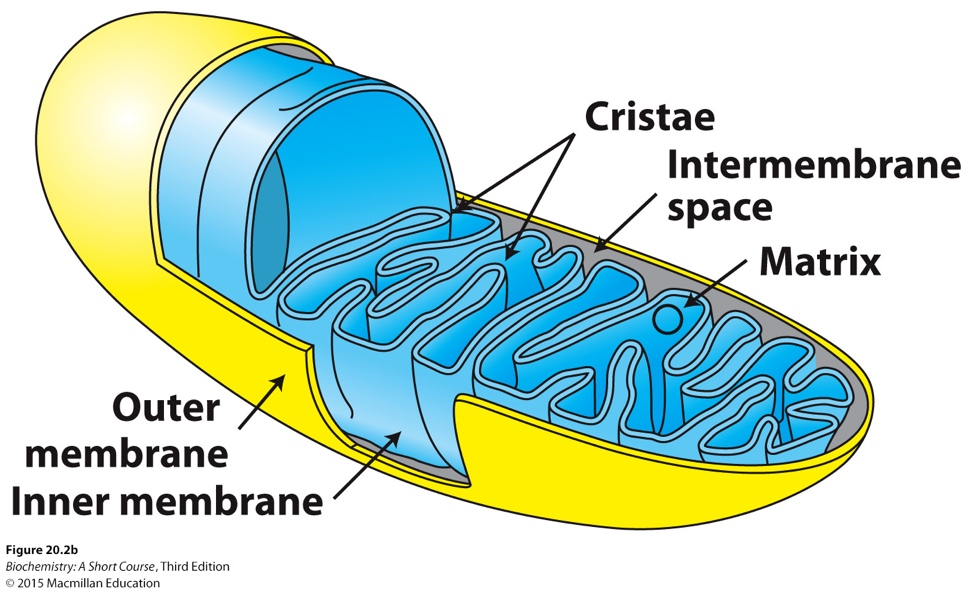 Cristae
Intermembrane
space
Matrix
Outer
membrane
Inner membrane
Figure 20.2b
Biochemistry: A Short Course, Third Edition
© 2015 Macmillan Education